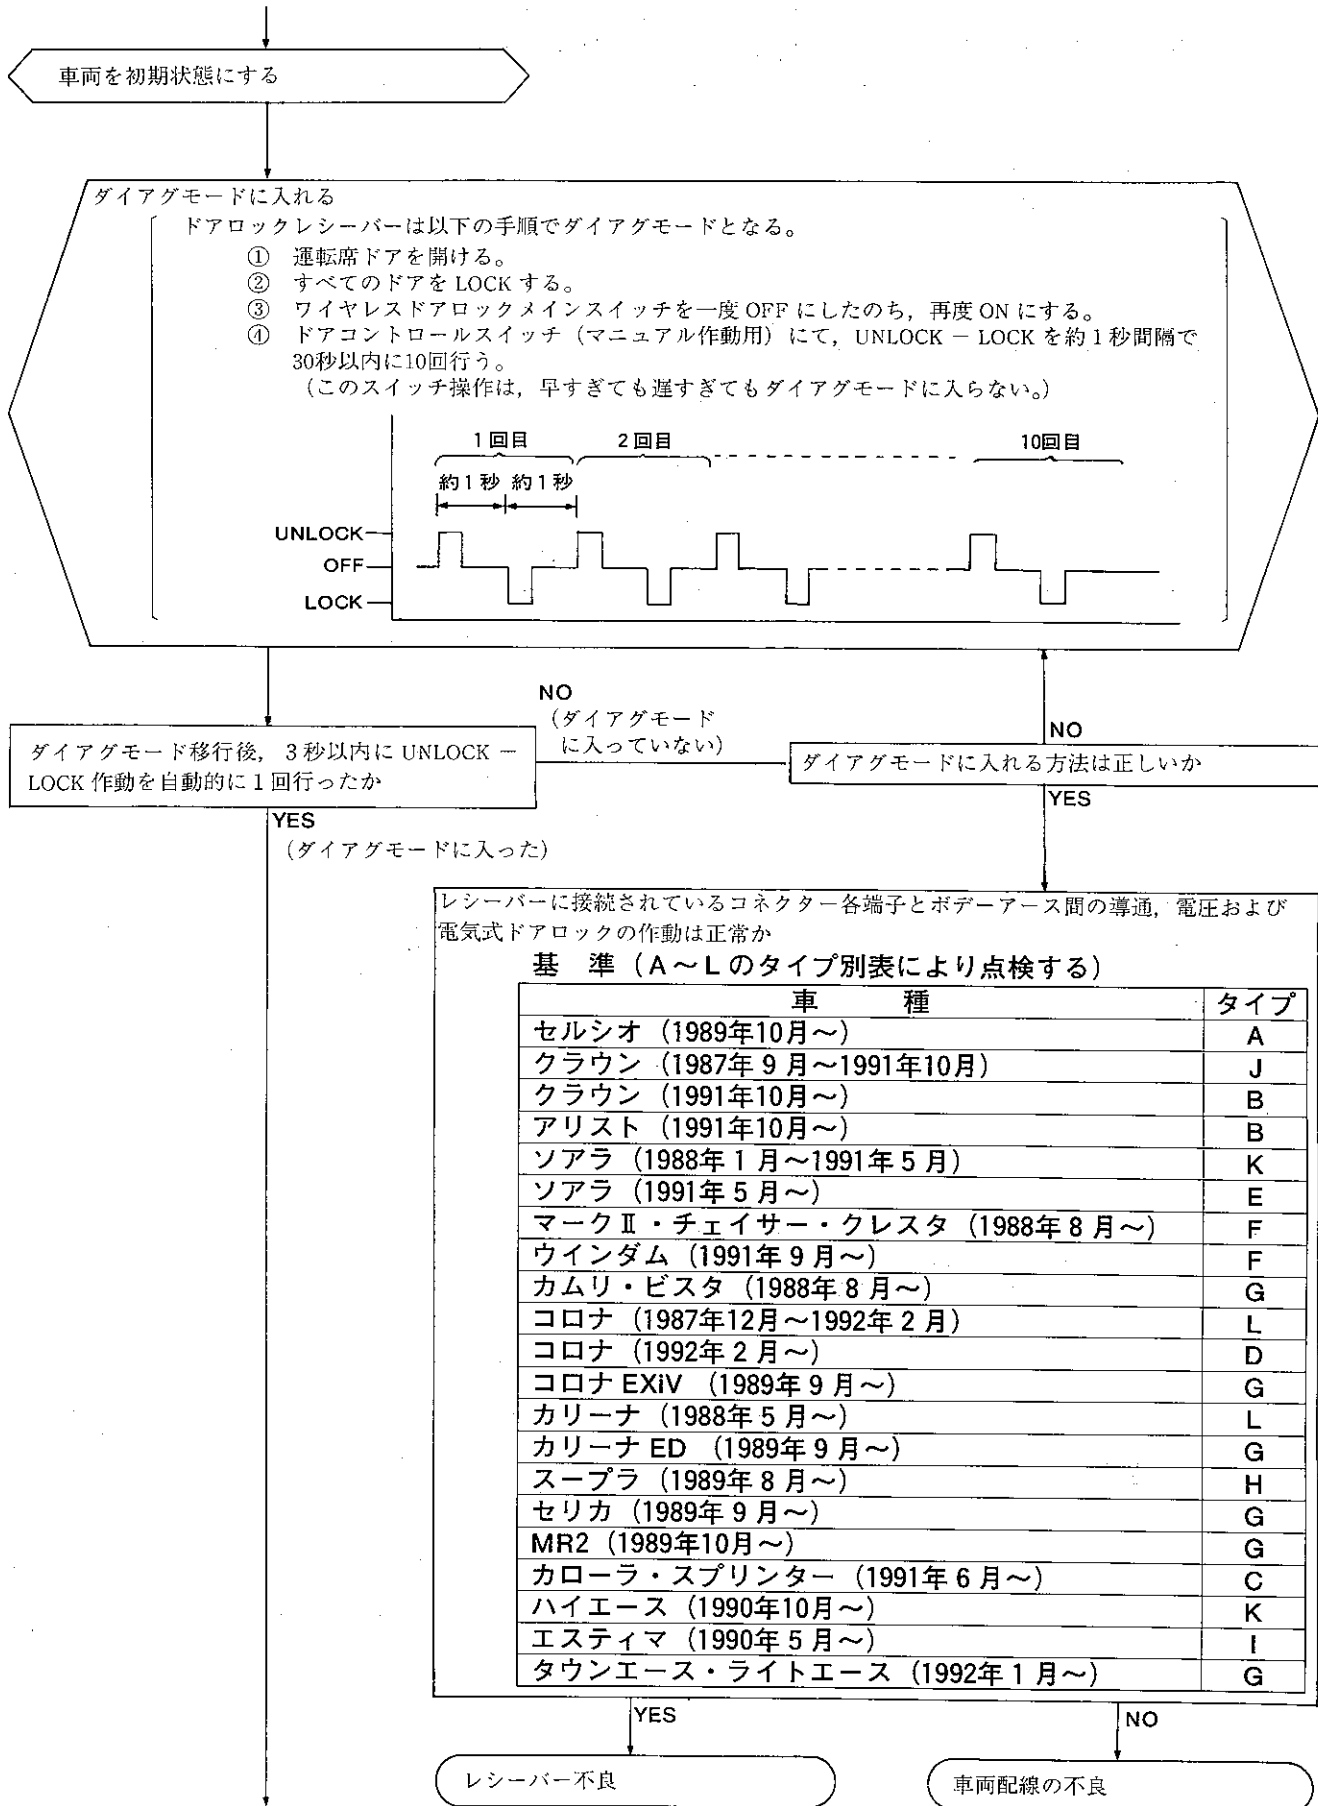 車両を初期状態にする
ダイアグモードに入れる
ドアロックレシーバーは以下の手順でダイアグモードとなる。
① 運転席ドアを開ける。
② すべてのドアを LOCK する。
③ ワイヤレスドアロックメインスイッチを一度 OFF にしたのち，再度 ON にする。
④ ドアコントロールスイッチ（マニュアル作動用）にて，UNLOCK － LOCK を約１秒間隔で
30秒以内に10回行う。
（このスイッチ操作は，早すぎても遅すぎてもダイアグモードに入らない。）
1回目 2回目 10回目
約1秒 約1秒
UNLOCK
OFF
LOCK
NO
（ダイアグモード
に入っていない）
NO
ダイアグモード移行後，３秒以内に UNLOCK －
LOCK 作動を自動的に１回行ったか
ダイアグモードに入れる方法は正しいか
YES
YES
（ダイアグモードに入った）
レシーバーに接続されているコネクター各端子とボデーアース間の導通，電圧および
電気式ドアロックの作動は正常か
基 準（A～Lのタイプ別表により点検する）
車 種 タイプ
セルシオ（1989年10月～） A
クラウン（1987年9月～1991年10月） J
クラウン（1991年10月～） B
アリスト（1991年10月～） B
ソアラ（1988年1月～1991年5月） K
ソアラ（1991年5月～） E
マークⅡ・チェイサー・クレスタ（1988年8月～） F
ウインダム（1991年9月～） F
カムリ・ビスタ（1988年8月～） G
コロナ（1987年12月～1992年2月） L
コロナ（1992年2月～） D
コロナ EXiV （1989年9月～） G
カリーナ（1988年5月～） L
カリーナ ED （1989年9月～） G
スープラ（1989年8月～） H
セリカ（1989年9月～） G
MR2（1989年10月～） G
カローラ・スプリンター（1991年6月～） C
ハイエース（1990年10月～） K
エスティマ（1990年5月～） I
タウンエース・ライトエース（1992年1月～） G
YES NO
レシーバー不良 車両配線の不良